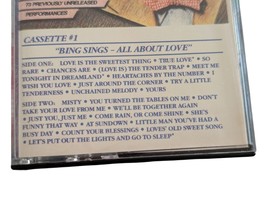 73 PREVIOUSLY UNRELEASED
PERFORMANCES
CASSETTE #1
"BING SINGS – ALL ABOUT LOVE"
SIDE ONE: LOVE IS THE SWEETEST THING • TRUE LOVE • SO
RARE • CHANCES ARE • (LOVE IS) THE TENDER TRAP • MEET ME
TONIGHT IN DREAMLAND • HEARTACHES BY THE NUMBER • I
WISH YOU LOVE • JUST AROUND THE CORNER • TRY A LITTLE
TENDERNESS • UNCHAINED MELODY • YOURS
SIDE TWO: MISTY • YOU TURNED THE TABLES ON ME • DON'T
TAKE YOUR LOVE FROM ME • WE'LL BE TOGETHER AGAIN
• JUST YOU, JUST ME • COME RAIN, OR COME SHINE • SHE'S
FUNNY THAT WAY • AT SUNDOWN • LITTLE MAN YOU'VE HAD A
BUSY DAY • COUNT YOUR BLESSINGS • LOVES' OLD SWEET SONG
• LET'S PUT OUT THE LIGHTS AND GO TO SLEEP